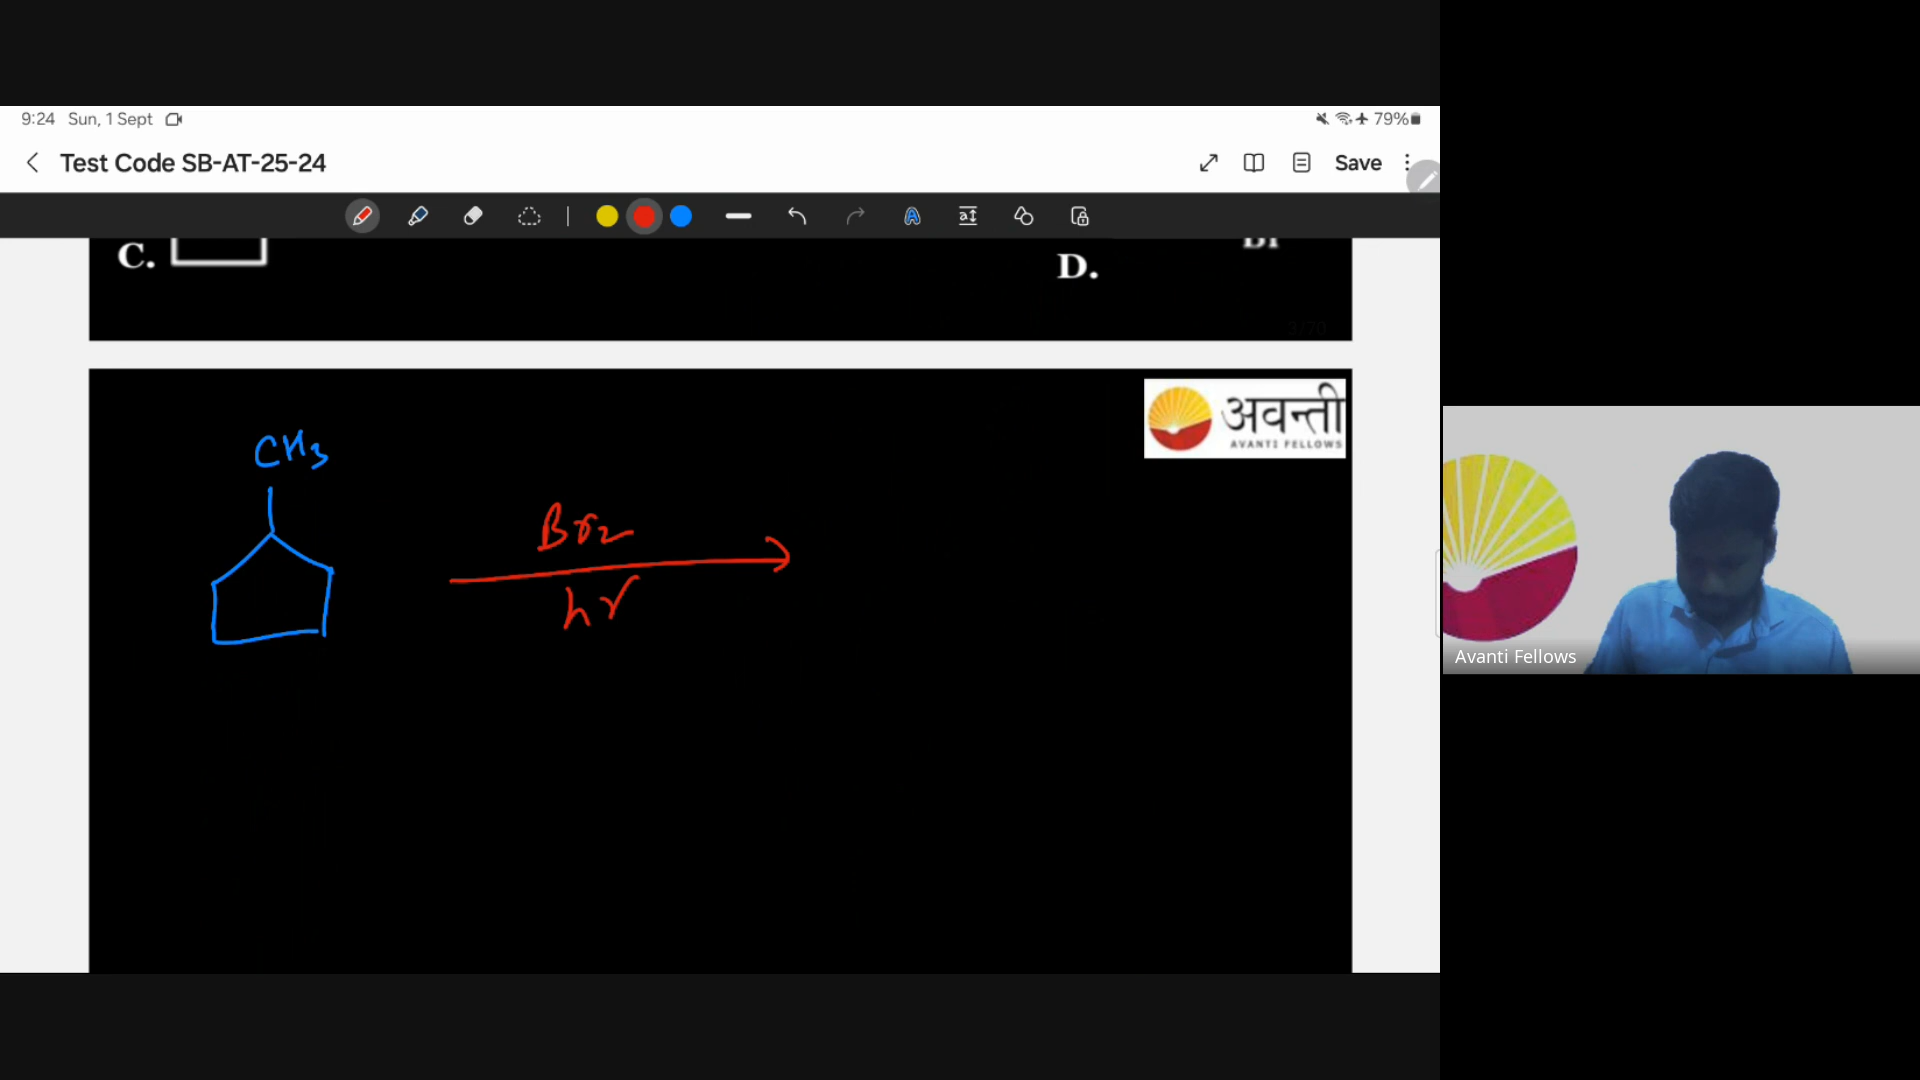 9:24 Sun, 1 Sept
79%
Test Code SB-AT-25-24
Save
C.
Br
D.
अवन्ती
AVANTI FELLOWS
CH3
Br2
hν
Avanti Fellows